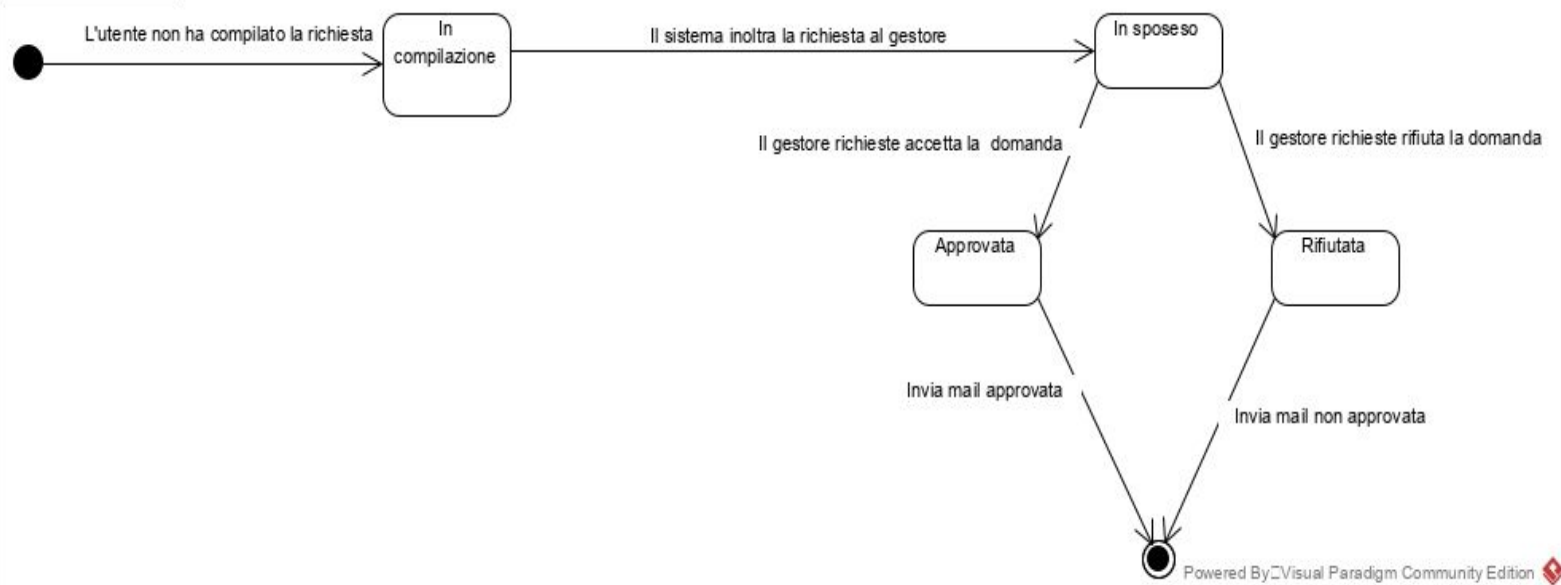 L'utente non ha compilato la richiesta
In
compilazione
Il sistema inoltra la richiesta al gestore
In sposeso
Il gestore richieste accetta la domanda
Il gestore richieste rifiuta la domanda
Approvata
Rifiutata
Invia mail approvata
Invia mail non approvata
Powered By Visual Paradigm Community Edition